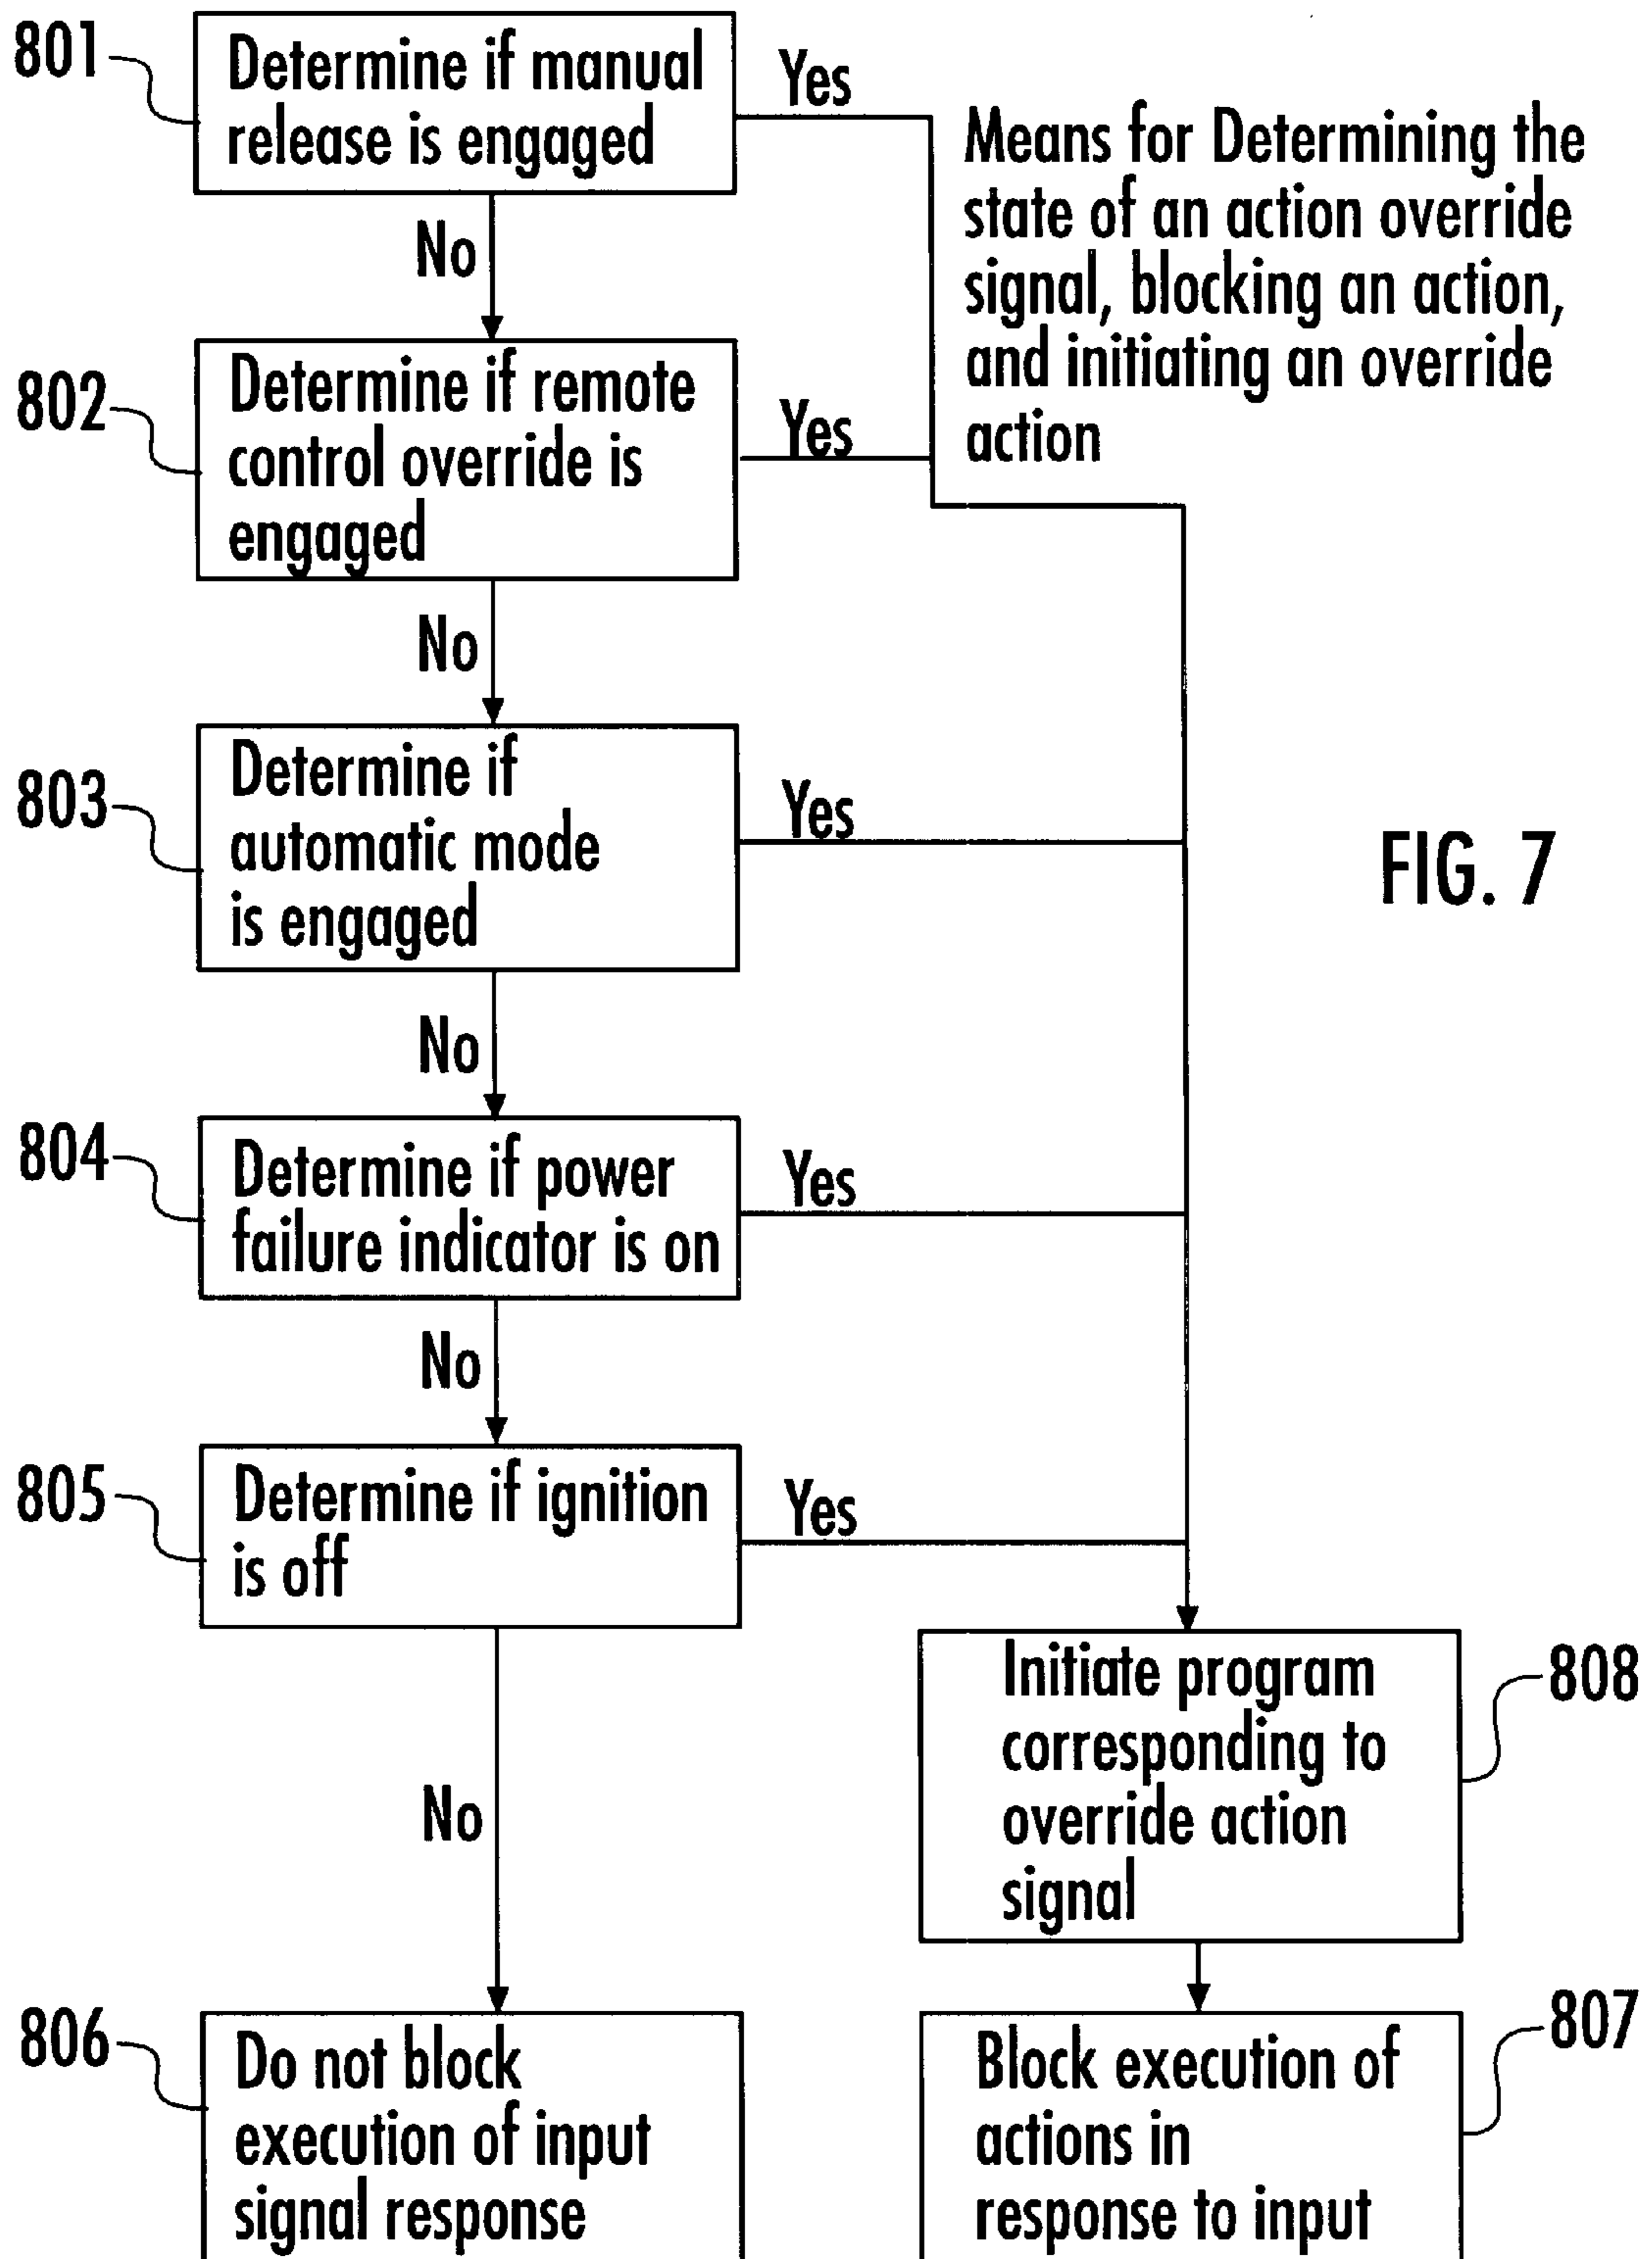 801
Determine if manual
release is engaged
Yes
Means for Determining the
state of an action override
signal, blocking an action,
and initiating an override
action
No
802
Determine if remote
control override is
engaged
Yes
No
803
Determine if
automatic mode
is engaged
Yes
FIG. 7
No
804
Determine if power
failure indicator is on
Yes
No
805
Determine if ignition
is off
Yes
No
Initiate program
corresponding to
override action
signal
808
806
Do not block
execution of input
signal response
Block execution of
actions in
response to input
807